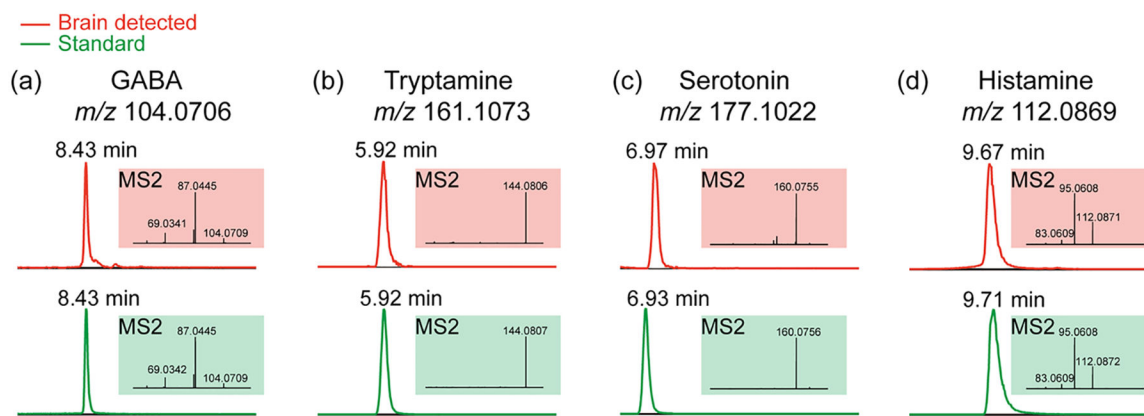 Brain detected
Standard
(a) GABA
m/z 104.0706
8.43 min
MS2
87.0445
69.0341
104.0709
8.43 min
MS2
87.0445
69.0342
104.0709
(b) Tryptamine
m/z 161.1073
5.92 min
MS2
144.0806
5.92 min
MS2
144.0807
(c) Serotonin
m/z 177.1022
6.97 min
MS2
160.0755
6.93 min
MS2
160.0756
(d) Histamine
m/z 112.0869
9.67 min
MS2
95.0608
112.0871
83.0609
9.71 min
MS2
95.0608
112.0872
83.0609